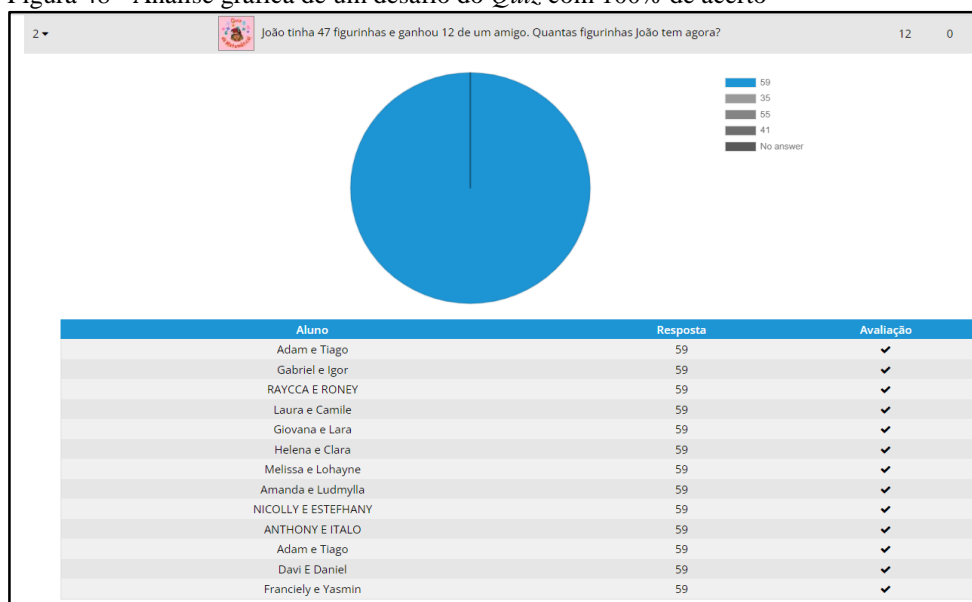 Figura 48 - Análise gráfica de um desafio do Quiz com 100% de acerto
2
João tinha 47 figurinhas e ganhou 12 de um amigo. Quantas figurinhas João tem agora?
12 0
59
35
55
41
No answer
Aluno Resposta Avaliação
Adam e Tiago 59 ✔
Gabriel e Igor 59 ✔
RAYCCA E RONEY 59 ✔
Laura e Camile 59 ✔
Giovana e Lara 59 ✔
Helena e Clara 59 ✔
Melissa e Lohayne 59 ✔
Amanda e Ludmylla 59 ✔
NICOLLY E ESTEFHANY 59 ✔
ANTHONY E ITALO 59 ✔
Adam e Tiago 59 ✔
Davi E Daniel 59 ✔
Franciely e Yasmin 59 ✔